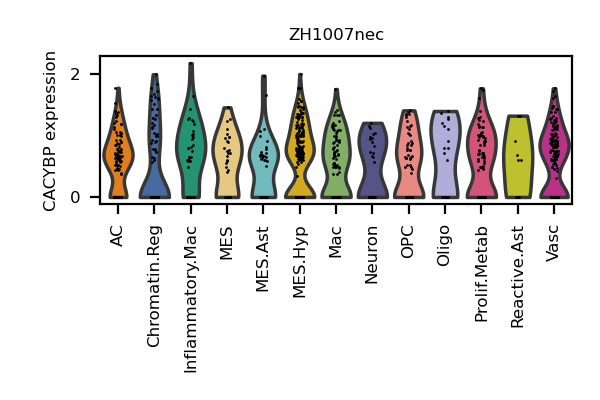 ZH1007nec
CACYBP expression
2
0
AC
Chromatin.Reg
Inflammatory.Mac
MES
MES.Ast
MES.Hyp
Mac
Neuron
OPC
Oligo
Prolif.Metab
Reactive.Ast
Vasc